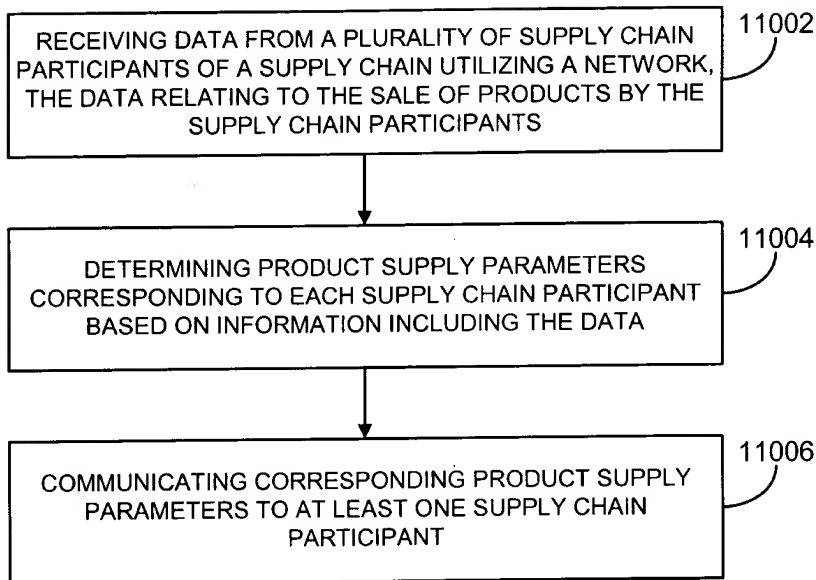 RECEIVING DATA FROM A PLURALITY OF SUPPLY CHAIN
PARTICIPANTS OF A SUPPLY CHAIN UTILIZING A NETWORK,
THE DATA RELATING TO THE SALE OF PRODUCTS BY THE
SUPPLY CHAIN PARTICIPANTS
11002
DETERMINING PRODUCT SUPPLY PARAMETERS
CORRESPONDING TO EACH SUPPLY CHAIN PARTICIPANT
BASED ON INFORMATION INCLUDING THE DATA
11004
COMMUNICATING CORRESPONDING PRODUCT SUPPLY
PARAMETERS TO AT LEAST ONE SUPPLY CHAIN
PARTICIPANT
11006